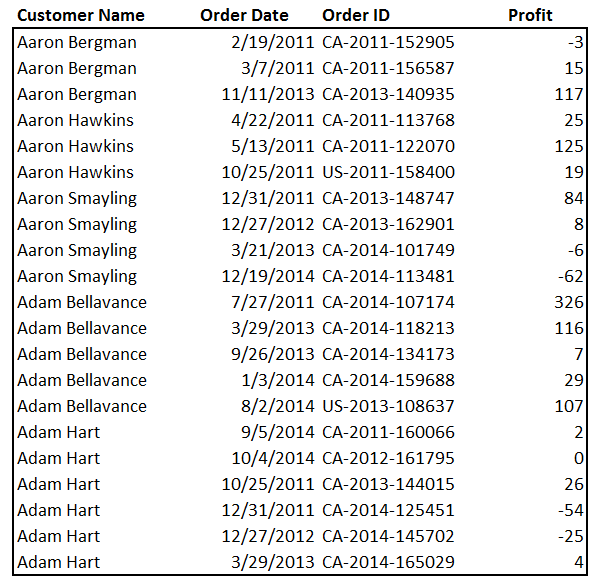 Customer Name Order Date Order ID Profit
Aaron Bergman 2/19/2011 CA-2011-152905 -3
Aaron Bergman 3/7/2011 CA-2011-156587 15
Aaron Bergman 11/11/2013 CA-2013-140935 117
Aaron Hawkins 4/22/2011 CA-2011-113768 25
Aaron Hawkins 5/13/2011 CA-2011-122070 125
Aaron Hawkins 10/25/2011 US-2011-158400 19
Aaron Smayling 12/31/2011 CA-2013-148747 84
Aaron Smayling 12/27/2012 CA-2013-162901 8
Aaron Smayling 3/21/2013 CA-2014-101749 -6
Aaron Smayling 12/19/2014 CA-2014-113481 -62
Adam Bellavance 7/27/2011 CA-2014-107174 326
Adam Bellavance 3/29/2013 CA-2014-118213 116
Adam Bellavance 9/26/2013 CA-2014-134173 7
Adam Bellavance 1/3/2014 CA-2014-159688 29
Adam Bellavance 8/2/2014 US-2013-108637 107
Adam Hart 9/5/2014 CA-2011-160066 2
Adam Hart 10/4/2014 CA-2012-161795 0
Adam Hart 10/25/2011 CA-2013-144015 26
Adam Hart 12/31/2011 CA-2014-125451 -54
Adam Hart 12/27/2012 CA-2014-145702 -25
Adam Hart 3/29/2013 CA-2014-165029 4